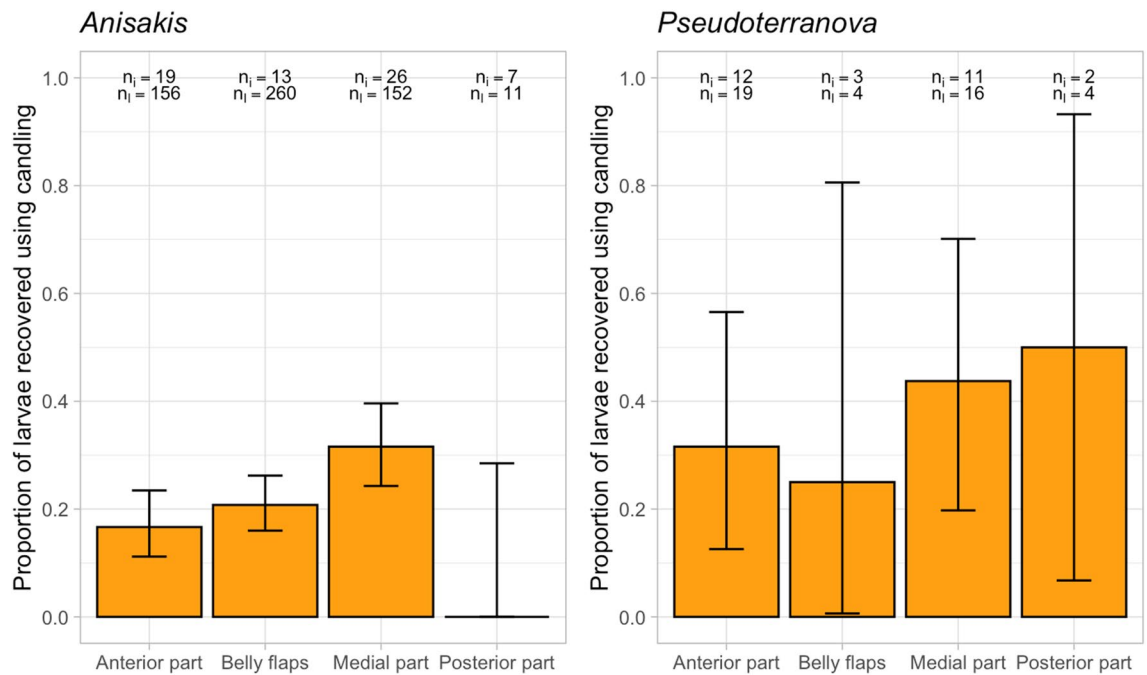 Anisakis
Proportion of larvae recovered using candling
1.0
0.8
0.6
0.4
0.2
0.0
nᵢ = 19
nₗ = 156
nᵢ = 13
nₗ = 260
nᵢ = 26
nₗ = 152
nᵢ = 7
nₗ = 11
Anterior part
Belly flaps
Medial part
Posterior part
Pseudoterranova
Proportion of larvae recovered using candling
1.0
0.8
0.6
0.4
0.2
0.0
nᵢ = 12
nₗ = 19
nᵢ = 3
nₗ = 4
nᵢ = 11
nₗ = 16
nᵢ = 2
nₗ = 4
Anterior part
Belly flaps
Medial part
Posterior part